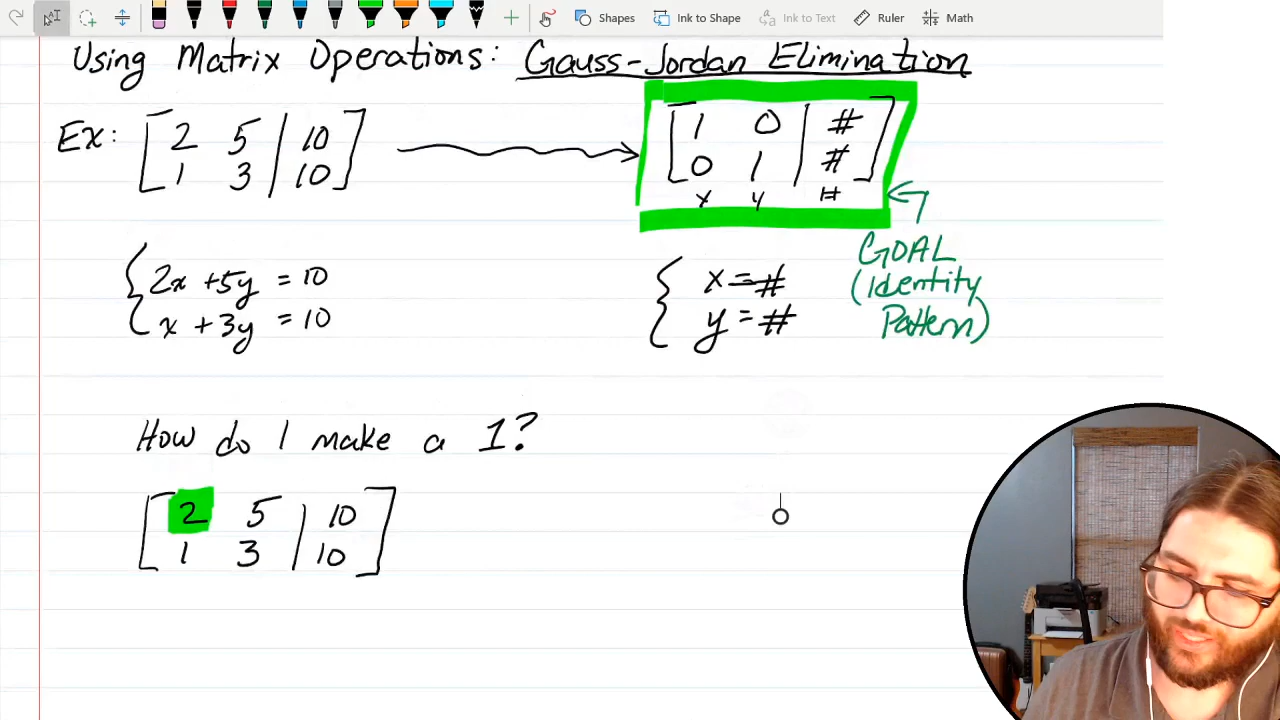 Shapes Ink to Shape Ink to Text Ruler Math
Using Matrix Operations: Gauss-Jordan Elimination
Ex: [ 2 5 | 10 ]
[ 1 3 | 10 ]
[ 1 0 | # ]
[ 0 1 | # ]
x y #
GOAL
(Identity
Pattern)
{ 2x + 5y = 10
x + 3y = 10
{ x = #
y = #
How do I make a 1?
[ 2 5 | 10 ]
[ 1 3 | 10 ]